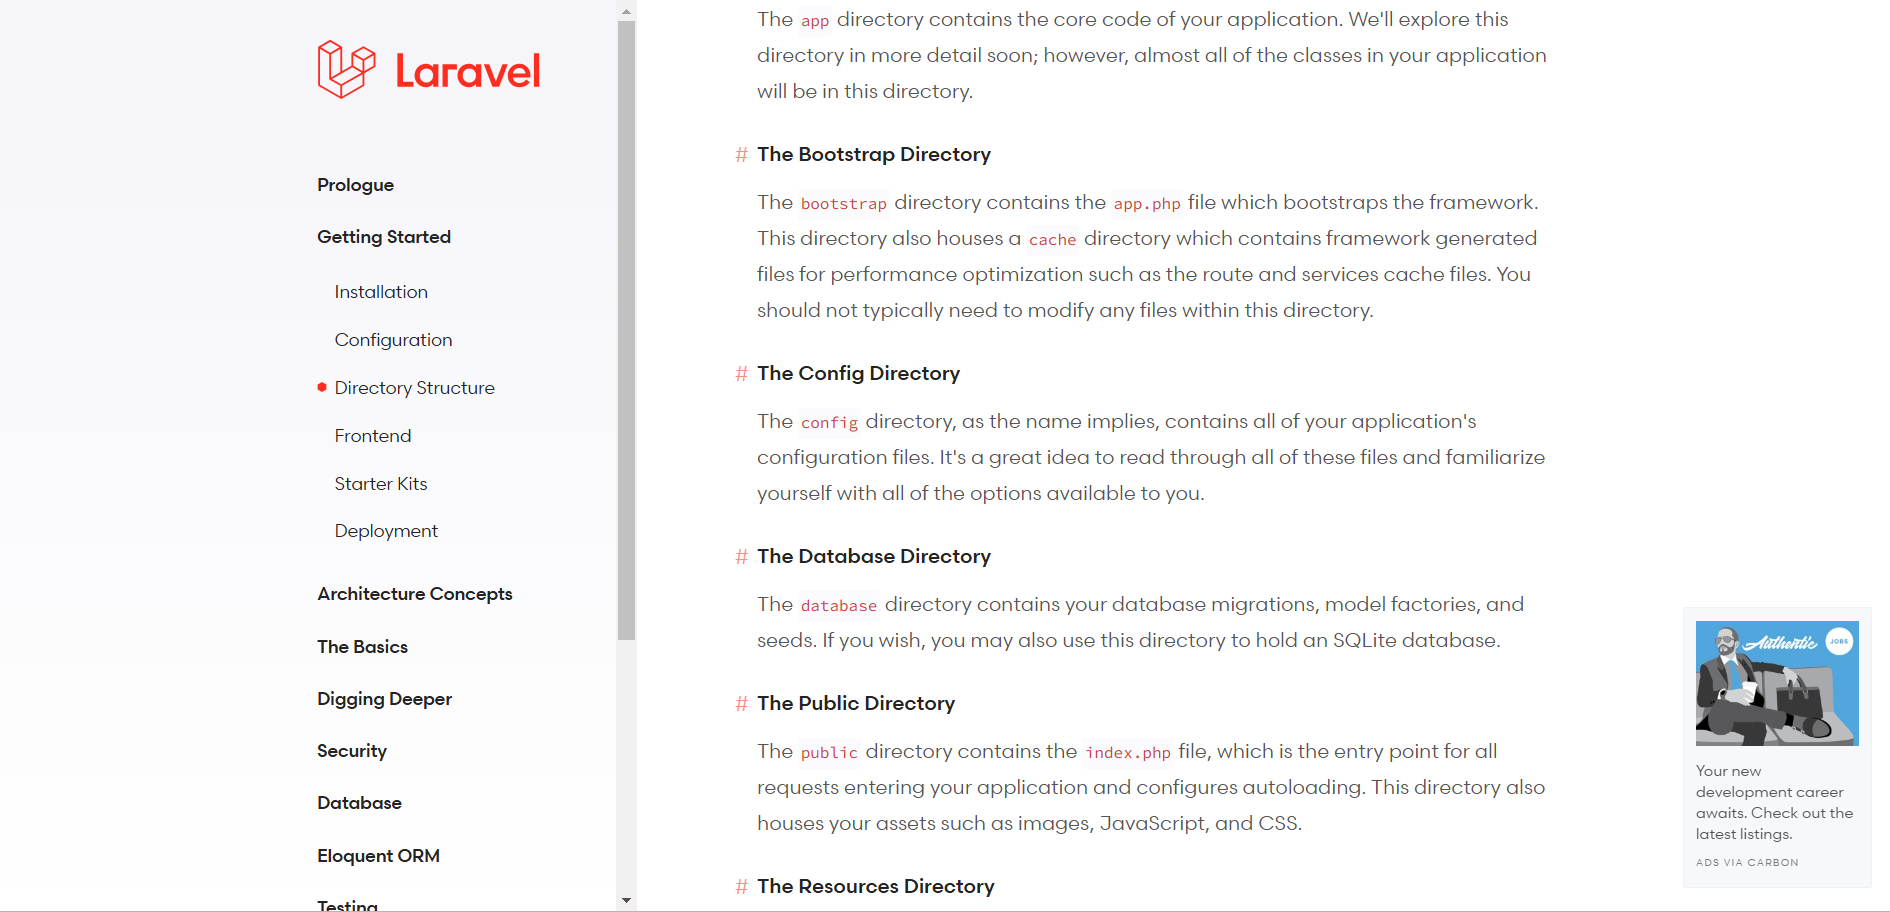 Laravel
Prologue
Getting Started
Installation
Configuration
Directory Structure
Frontend
Starter Kits
Deployment
Architecture Concepts
The Basics
Digging Deeper
Security
Database
Eloquent ORM
Testing
The app directory contains the core code of your application. We'll explore this
directory in more detail soon; however, almost all of the classes in your application
will be in this directory.
# The Bootstrap Directory
The bootstrap directory contains the app.php file which bootstraps the framework.
This directory also houses a cache directory which contains framework generated
files for performance optimization such as the route and services cache files. You
should not typically need to modify any files within this directory.
# The Config Directory
The config directory, as the name implies, contains all of your application's
configuration files. It's a great idea to read through all of these files and familiarize
yourself with all of the options available to you.
# The Database Directory
The database directory contains your database migrations, model factories, and
seeds. If you wish, you may also use this directory to hold an SQLite database.
# The Public Directory
The public directory contains the index.php file, which is the entry point for all
requests entering your application and configures autoloading. This directory also
houses your assets such as images, JavaScript, and CSS.
# The Resources Directory
Authentic JOBS
Your new
development career
awaits. Check out the
latest listings.
ADS VIA CARBON